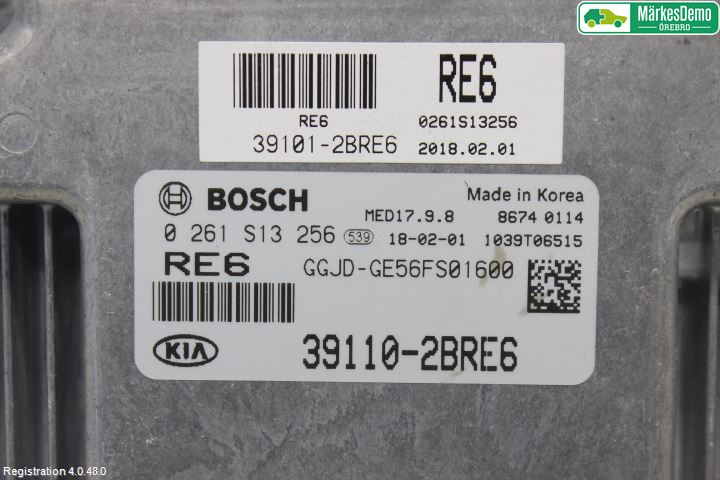 MärkesDemo
ÖREBRO
RE6
RE6
0261S13256
39101-2BRE6
2018.02.01
BOSCH
Made in Korea
MED17.9.8
8674 0114
0 261 S13 256
539
18-02-01
1039T06515
RE6
GGJD-GE56FS01600
KIA
39110-2BRE6
Registration 4.0.48.0